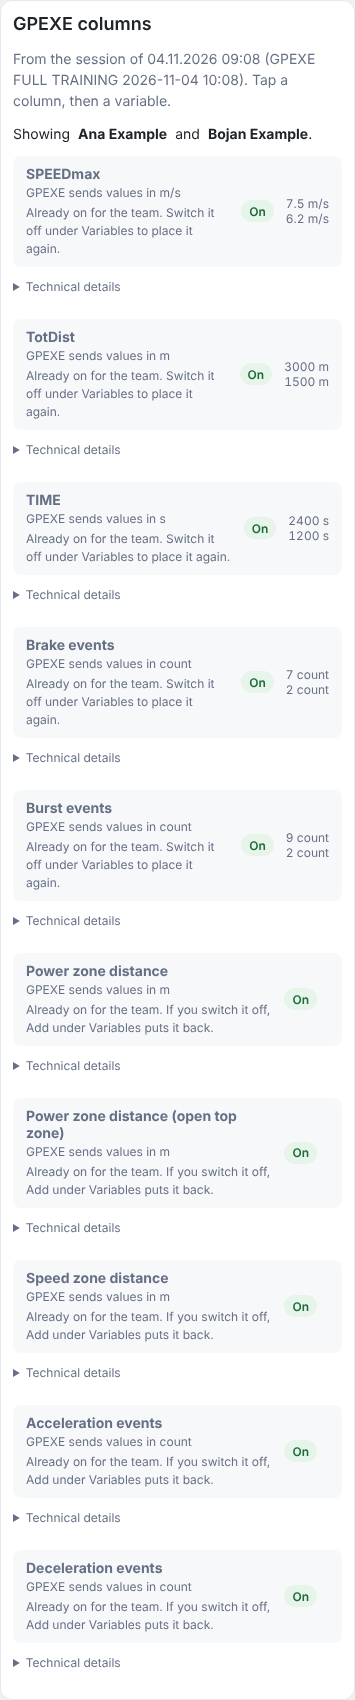 GPEXE columns
From the session of 04.11.2026 09:08 (GPEXE
FULL TRAINING 2026-11-04 10:08). Tap a
column, then a variable.
Showing Ana Example and Bojan Example.
SPEEDmax
GPEXE sends values in m/s
Already on for the team. Switch it
off under Variables to place it
again.
On
7.5 m/s
6.2 m/s
Technical details
TotDist
GPEXE sends values in m
Already on for the team. Switch it
off under Variables to place it
again.
On
3000 m
1500 m
Technical details
TIME
GPEXE sends values in s
Already on for the team. Switch it
off under Variables to place it again.
On
2400 s
1200 s
Technical details
Brake events
GPEXE sends values in count
Already on for the team. Switch it
off under Variables to place it
again.
On
7 count
2 count
Technical details
Burst events
GPEXE sends values in count
Already on for the team. Switch it
off under Variables to place it
again.
On
9 count
2 count
Technical details
Power zone distance
GPEXE sends values in m
Already on for the team. If you switch it off,
Add under Variables puts it back.
On
Technical details
Power zone distance (open top
zone)
GPEXE sends values in m
Already on for the team. If you switch it off,
Add under Variables puts it back.
On
Technical details
Speed zone distance
GPEXE sends values in m
Already on for the team. If you switch it off,
Add under Variables puts it back.
On
Technical details
Acceleration events
GPEXE sends values in count
Already on for the team. If you switch it off,
Add under Variables puts it back.
On
Technical details
Deceleration events
GPEXE sends values in count
Already on for the team. If you switch it off,
Add under Variables puts it back.
On
Technical details